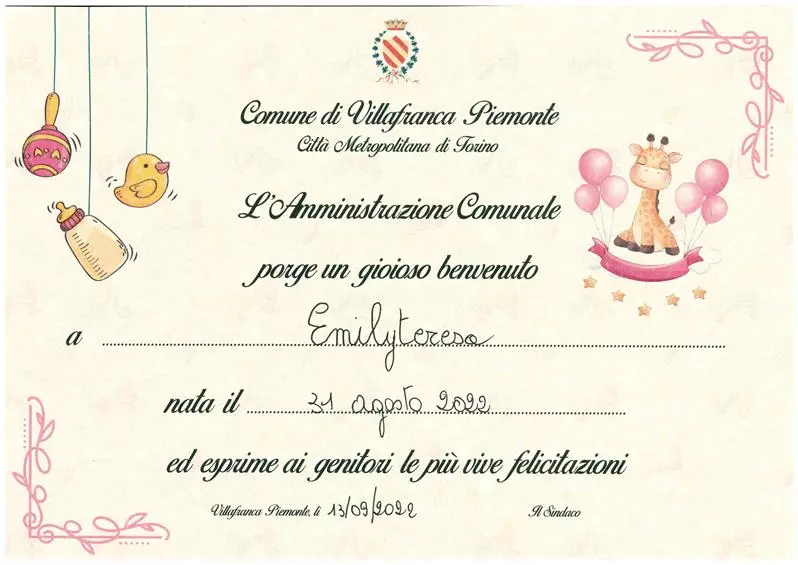 Comune di Villafranca Piemonte
Città Metropolitana di Torino
L'Amministrazione Comunale
porge un gioioso benvenuto
a Emilyteresa
nata il 31 agosto 2022
ed esprime ai genitori le più vive felicitazioni
Villafranca Piemonte, li 13/09/2022 Il Sindaco